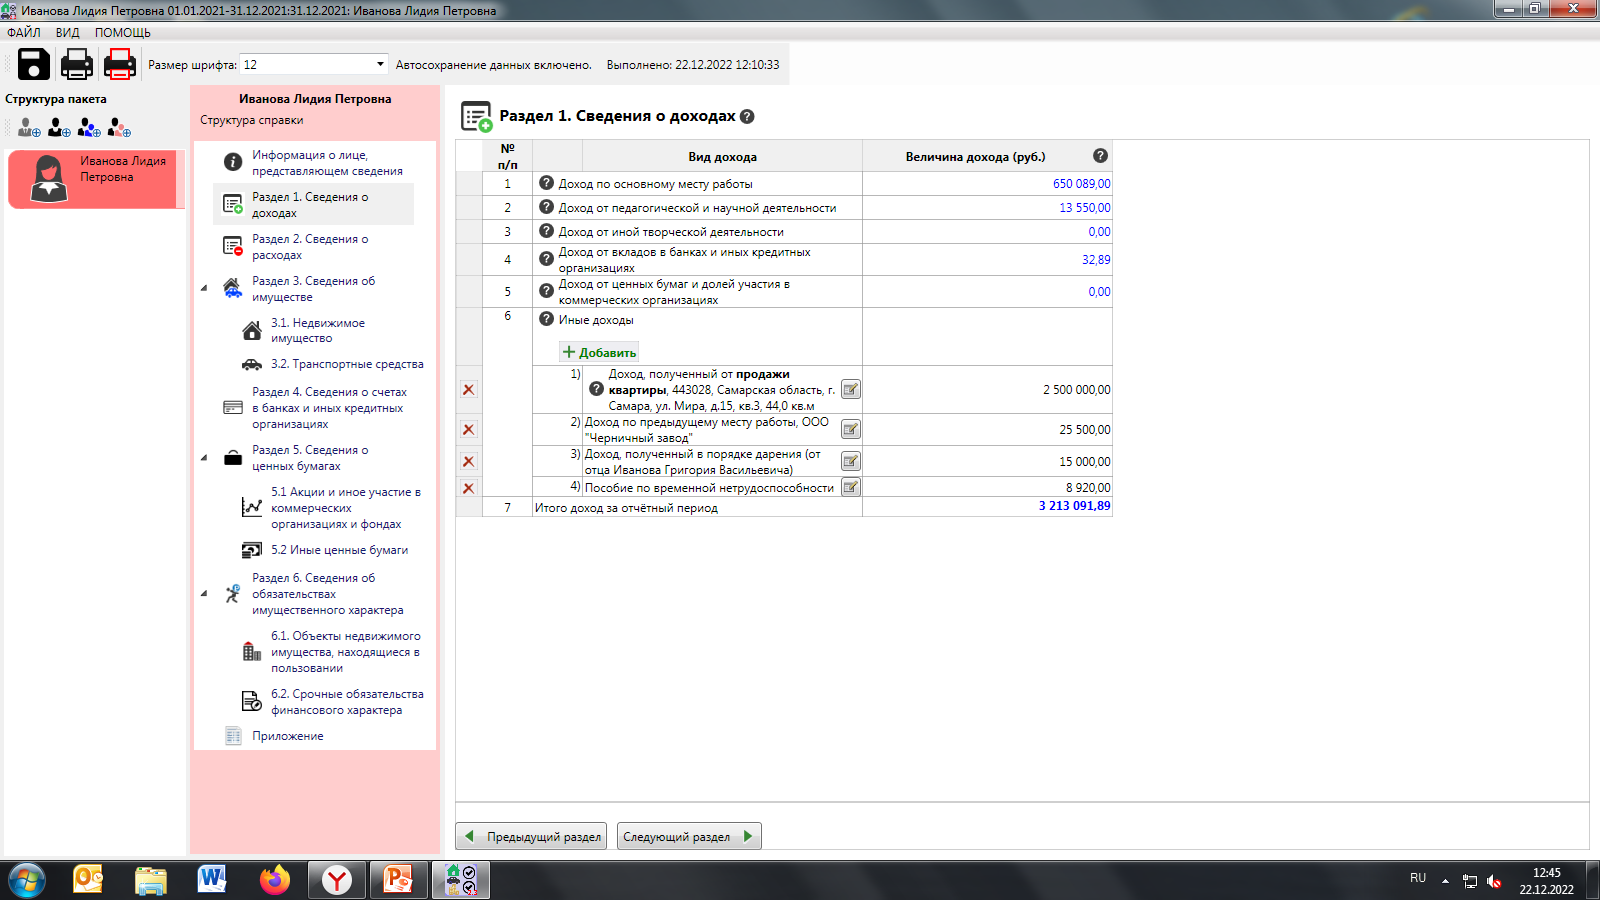 Иванова Лидия Петровна 01.01.2021-31.12.2021:31.12.2021: Иванова Лидия Петровна
ФАЙЛ ВИД ПОМОЩЬ
Размер шрифта: 12 Автосохранение данных включено. Выполнено: 22.12.2022 12:10:33
Структура пакета
Иванова Лидия
Петровна
Иванова Лидия Петровна
Структура справки
Информация о лице,
представляющем сведения
Раздел 1. Сведения о
доходах
Раздел 2. Сведения о
расходах
Раздел 3. Сведения об
имуществе
3.1. Недвижимое
имущество
3.2. Транспортные средства
Раздел 4. Сведения о счетах
в банках и иных кредитных
организациях
Раздел 5. Сведения о
ценных бумагах
5.1 Акции и иное участие в
коммерческих
организациях и фондах
5.2 Иные ценные бумаги
Раздел 6. Сведения об
обязательствах
имущественного характера
6.1. Объекты недвижимого
имущества, находящиеся в
пользовании
6.2. Срочные обязательства
финансового характера
Приложение
Раздел 1. Сведения о доходах ?
№
п/п
Вид дохода
Величина дохода (руб.) ?
1 ? Доход по основному месту работы 650 089,00
2 ? Доход от педагогической и научной деятельности 13 550,00
3 ? Доход от иной творческой деятельности 0,00
4 ? Доход от вкладов в банках и иных кредитных
организациях 32,89
5 ? Доход от ценных бумаг и долей участия в
коммерческих организациях 0,00
6 ? Иные доходы
+ Добавить
1) ? Доход, полученный от продажи
квартиры, 443028, Самарская область, г.
Самара, ул. Мира, д.15, кв.3, 44,0 кв.м
2 500 000,00
2) Доход по предыдущему месту работы, ООО
"Черничный завод" 25 500,00
3) Доход, полученный в порядке дарения (от
отца Иванова Григория Васильевича) 15 000,00
4) Пособие по временной нетрудоспособности 8 920,00
7 Итого доход за отчётный период 3 213 091,89
Предыдущий раздел Следующий раздел
RU
12:45
22.12.2022